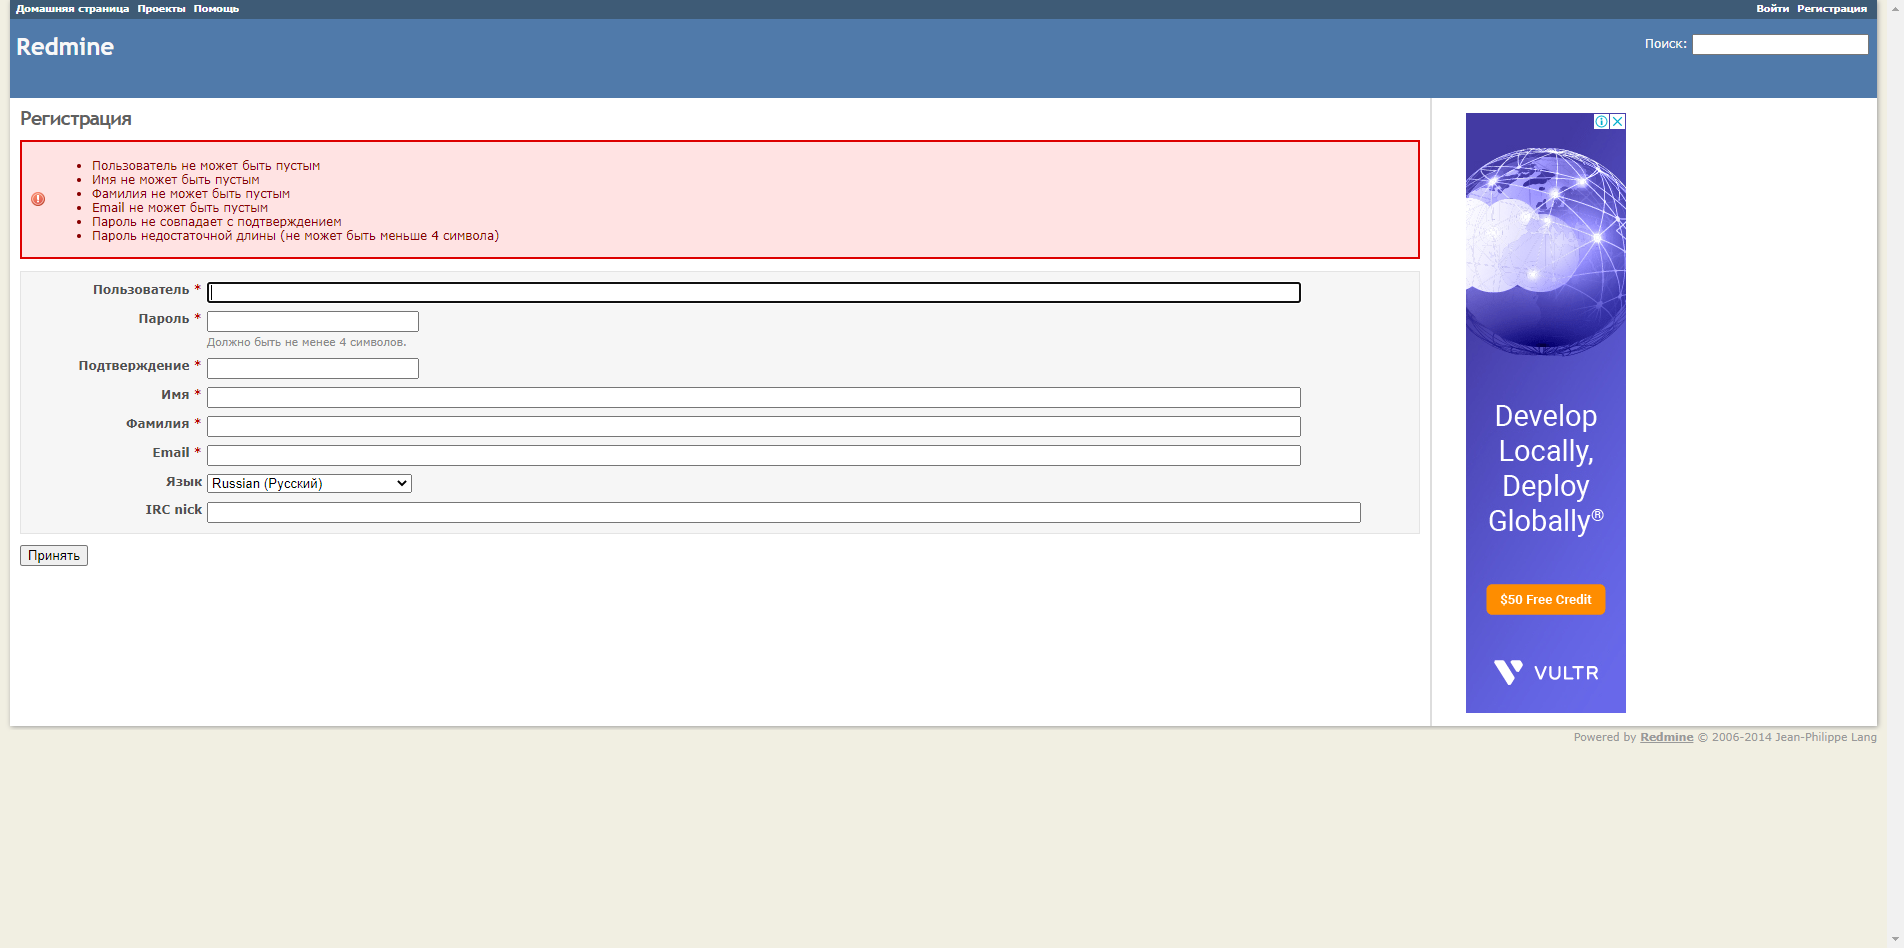 Домашняя страница Проекты Помощь
Войти Регистрация
Redmine
Поиск:
Регистрация
Пользователь не может быть пустым
Имя не может быть пустым
Фамилия не может быть пустым
Email не может быть пустым
Пароль не совпадает с подтверждением
Пароль недостаточной длины (не может быть меньше 4 символа)
Пользователь *
Пароль *
Должно быть не менее 4 символов.
Подтверждение *
Имя *
Фамилия *
Email *
Язык Russian (Русский)
IRC nick
Принять
Develop
Locally,
Deploy
Globally®
$50 Free Credit
VULTR
Powered by Redmine © 2006-2014 Jean-Philippe Lang